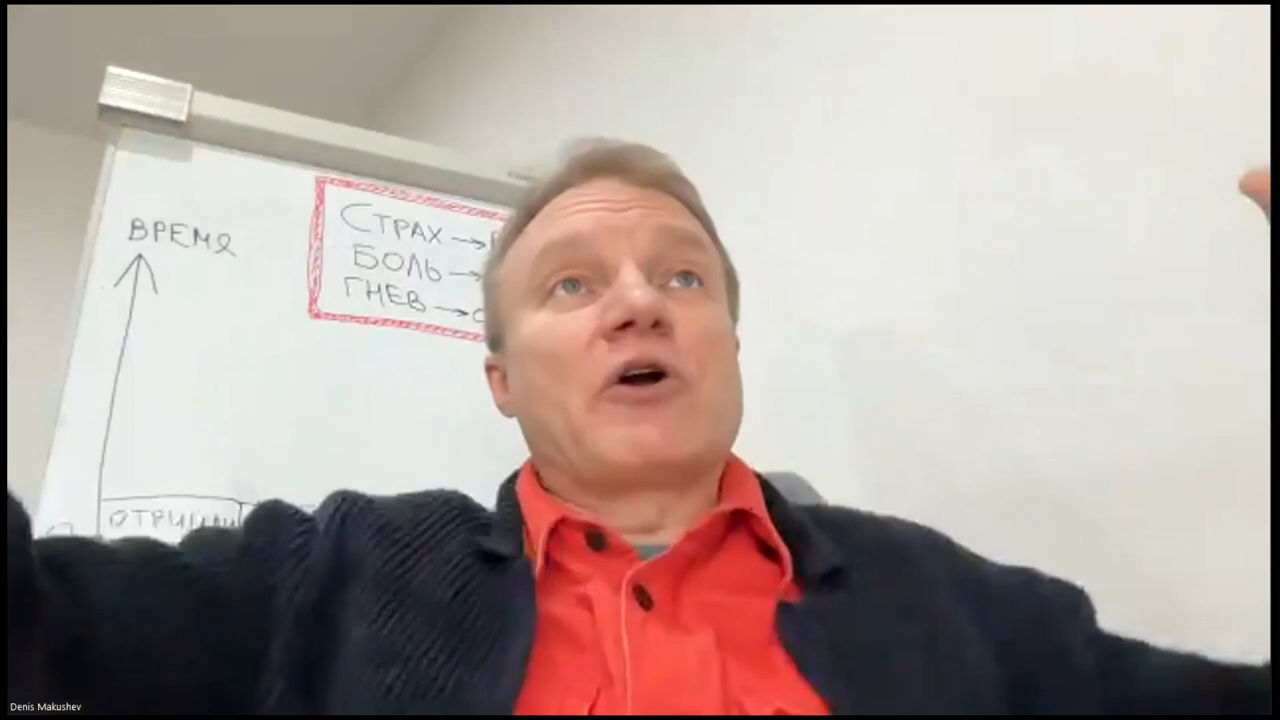 ВРЕМЯ
СТРАХ →
БОЛЬ →
ГНЕВ →
Denis Makushev